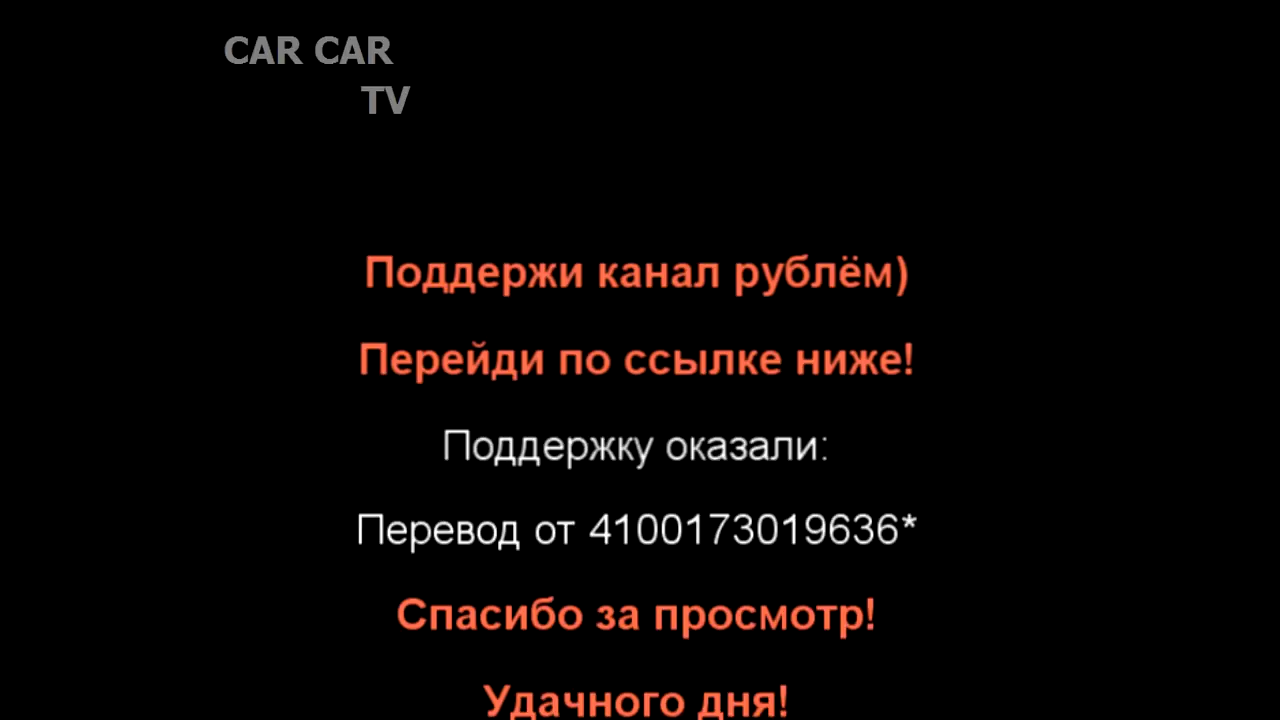 CAR CAR
TV
Поддержи канал рублём)
Перейди по ссылке ниже!
Поддержку оказали:
Перевод от 4100173019636*
Спасибо за просмотр!
Удачного дня!